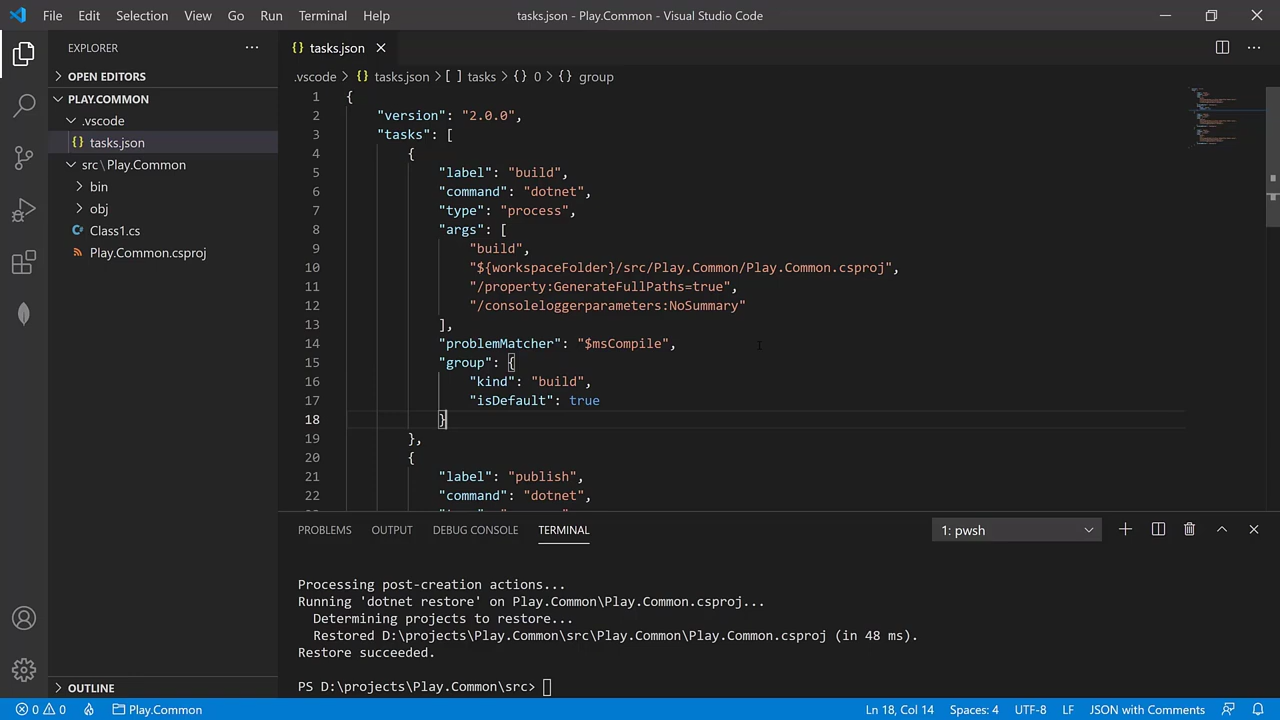 File Edit Selection View Go Run Terminal Help tasks.json - Play.Common - Visual Studio Code
EXPLORER
OPEN EDITORS
PLAY.COMMON
.vscode
tasks.json
src\Play.Common
bin
obj
Class1.cs
Play.Common.csproj
OUTLINE
tasks.json
.vscode > {} tasks.json > [ ] tasks > {} 0 > {} group
1 {
2 "version": "2.0.0",
3 "tasks": [
4 {
5 "label": "build",
6 "command": "dotnet",
7 "type": "process",
8 "args": [
9 "build",
10 "${workspaceFolder}/src/Play.Common/Play.Common.csproj",
11 "/property:GenerateFullPaths=true",
12 "/consoleloggerparameters:NoSummary"
13 ],
14 "problemMatcher": "$msCompile",
15 "group": {
16 "kind": "build",
17 "isDefault": true
18 }
19 },
20 {
21 "label": "publish",
22 "command": "dotnet",
PROBLEMS OUTPUT DEBUG CONSOLE TERMINAL 1: pwsh
Processing post-creation actions...
Running 'dotnet restore' on Play.Common\Play.Common.csproj...
Determining projects to restore...
Restored D:\projects\Play.Common\src\Play.Common\Play.Common.csproj (in 48 ms).
Restore succeeded.
PS D:\projects\Play.Common\src>
0 0 Play.Common Ln 18, Col 14 Spaces: 4 UTF-8 LF JSON with Comments